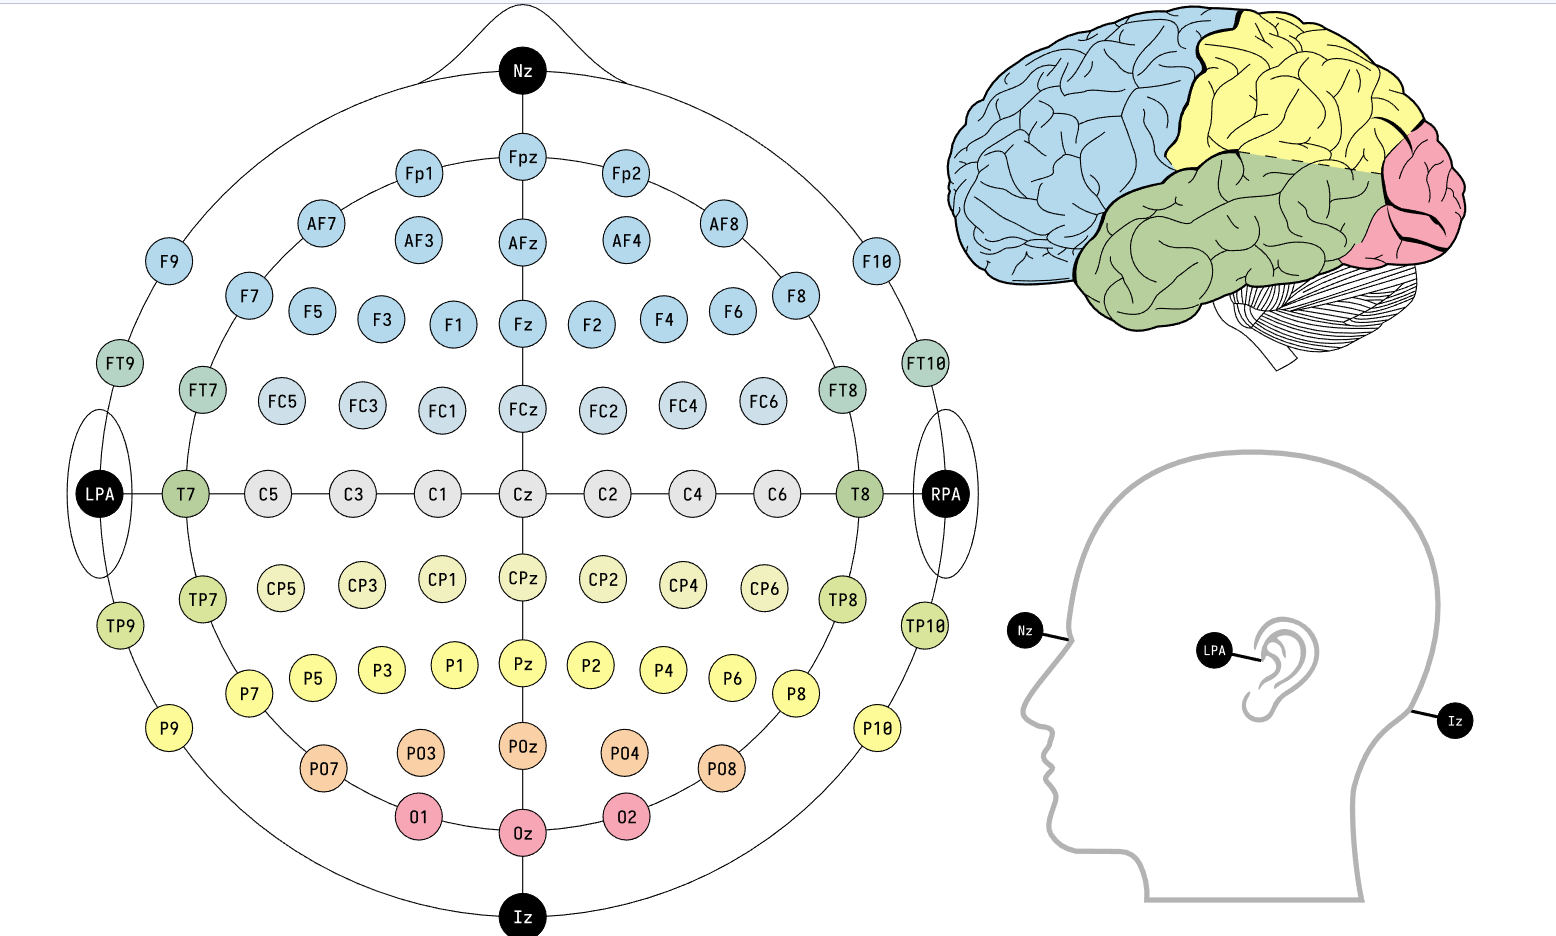 Nz
Fp1 Fpz Fp2
AF7 AF3 AFz AF4 AF8
F9 F7 F5 F3 F1 Fz F2 F4 F6 F8 F10
FT9 FT7 FC5 FC3 FC1 FCz FC2 FC4 FC6 FT8 FT10
LPA T7 C5 C3 C1 Cz C2 C4 C6 T8 RPA
TP9 TP7 CP5 CP3 CP1 CPz CP2 CP4 CP6 TP8 TP10
P9 P7 P5 P3 P1 Pz P2 P4 P6 P8 P10
PO7 PO3 POz PO4 PO8
O1 Oz O2
Iz
Nz
LPA
Iz